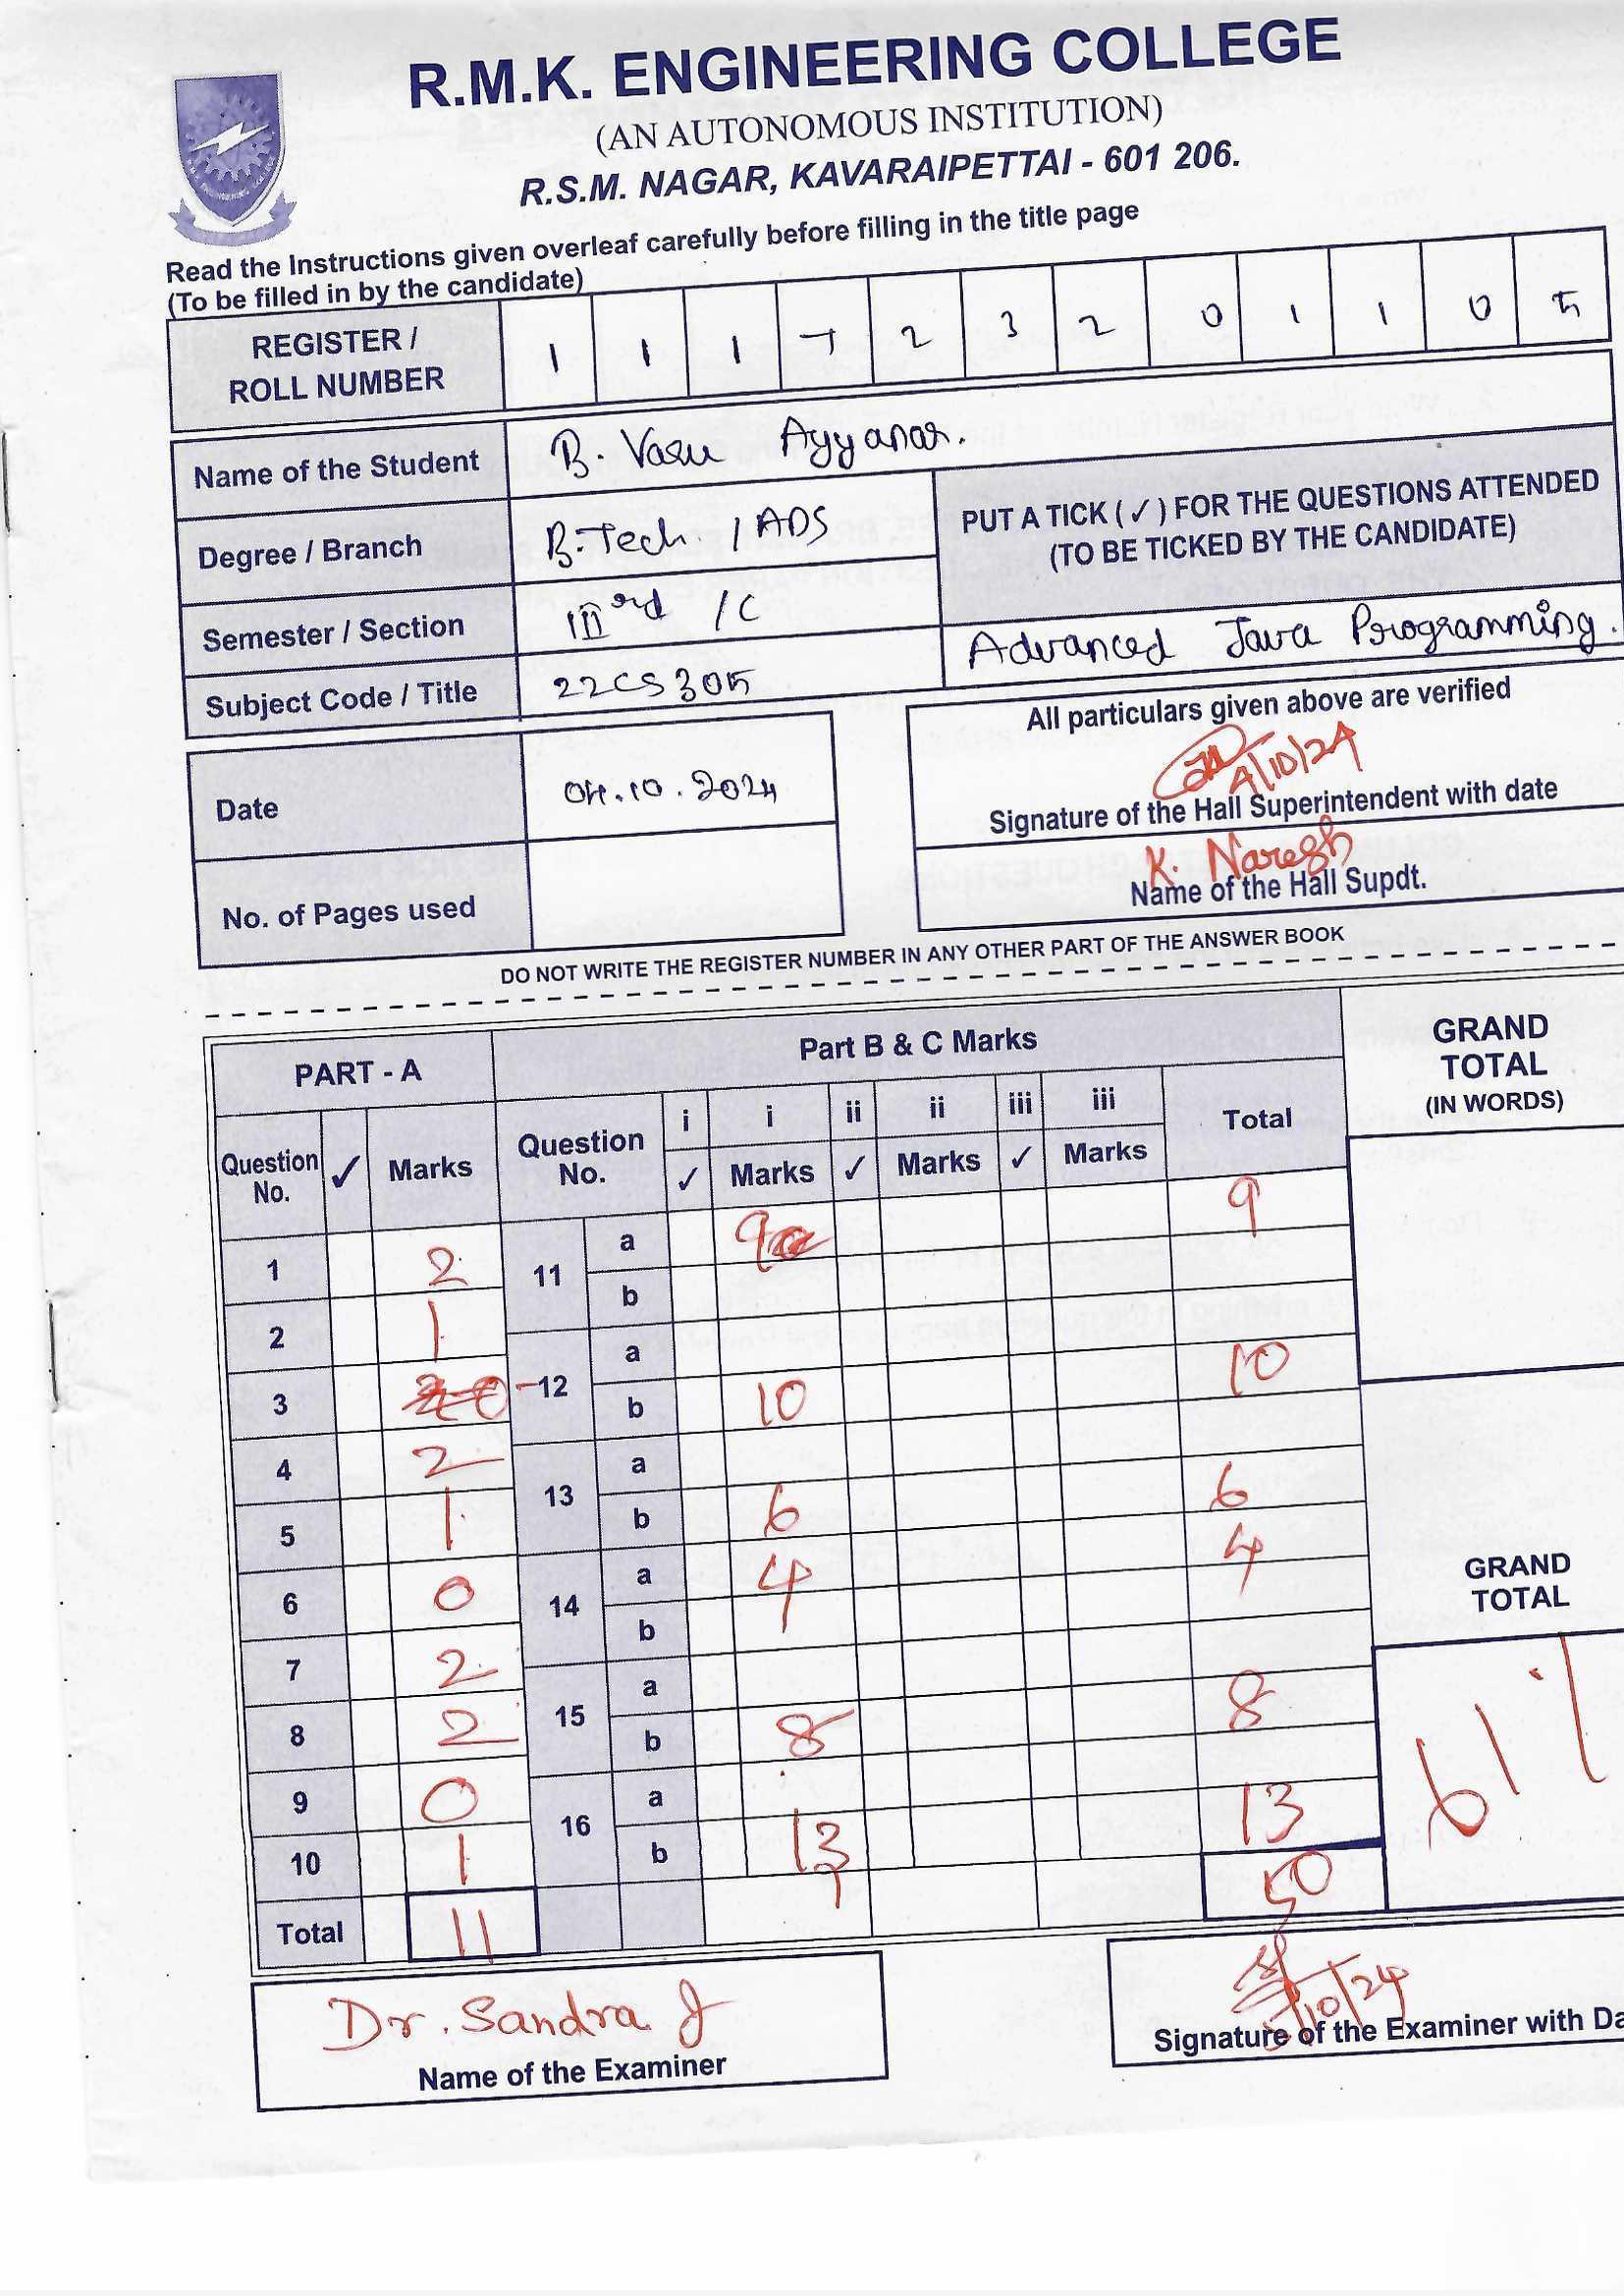 R.M.K. ENGINEERING COLLEGE
(AN AUTONOMOUS INSTITUTION)
R.S.M. NAGAR, KAVARAIPETTAI - 601 206.
Read the Instructions given overleaf carefully before filling in the title page
(To be filled in by the candidate)
REGISTER / ROLL NUMBER 1 1 1 7 2 3 2 0 1 1 0 5
Name of the Student B. Vasu Ayyanar.
PUT A TICK ( ✓ ) FOR THE QUESTIONS ATTENDED
(TO BE TICKED BY THE CANDIDATE)
Degree / Branch B.Tech. / ADS
Semester / Section III rd / C
Subject Code / Title 22CS305 Advanced Java Programming.
All particulars given above are verified
4/10/24
Signature of the Hall Superintendent with date
Date 04.10.2024
K. Naresh
Name of the Hall Supdt.
No. of Pages used
DO NOT WRITE THE REGISTER NUMBER IN ANY OTHER PART OF THE ANSWER BOOK
PART - A Part B & C Marks GRAND TOTAL (IN WORDS)
Question No. ✓ Marks Question No. i ✓ i Marks ii ✓ ii Marks iii ✓ iii Marks Total
1 2 11 a 9 9
2 1 b
3 0 12 a
b 10 10
4 2 13 a
5 1 b 6 6
6 0 14 a 4 4
b
7 2 15 a
8 2 b 8 8
9 0 16 a
10 1 b 13 13
Total 11 50
GRAND TOTAL
61
Dr. Sandra J
Name of the Examiner
10/24
Signature of the Examiner with Da